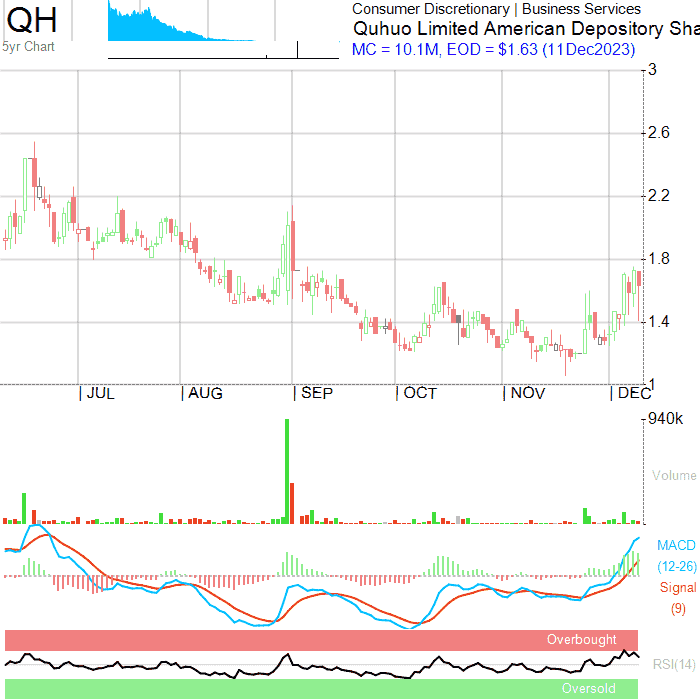 QH
5yr Chart
Consumer Discretionary | Business Services
Quhuo Limited American Depository Sha
MC = 10.1M, EOD = $1.63 (11Dec2023)
3
2.6
2.2
1.8
1.4
1
| JUL | AUG | SEP | OCT | NOV | DEC
940k
Volume
MACD
(12-26)
Signal
(9)
Overbought
RSI(14)
Oversold